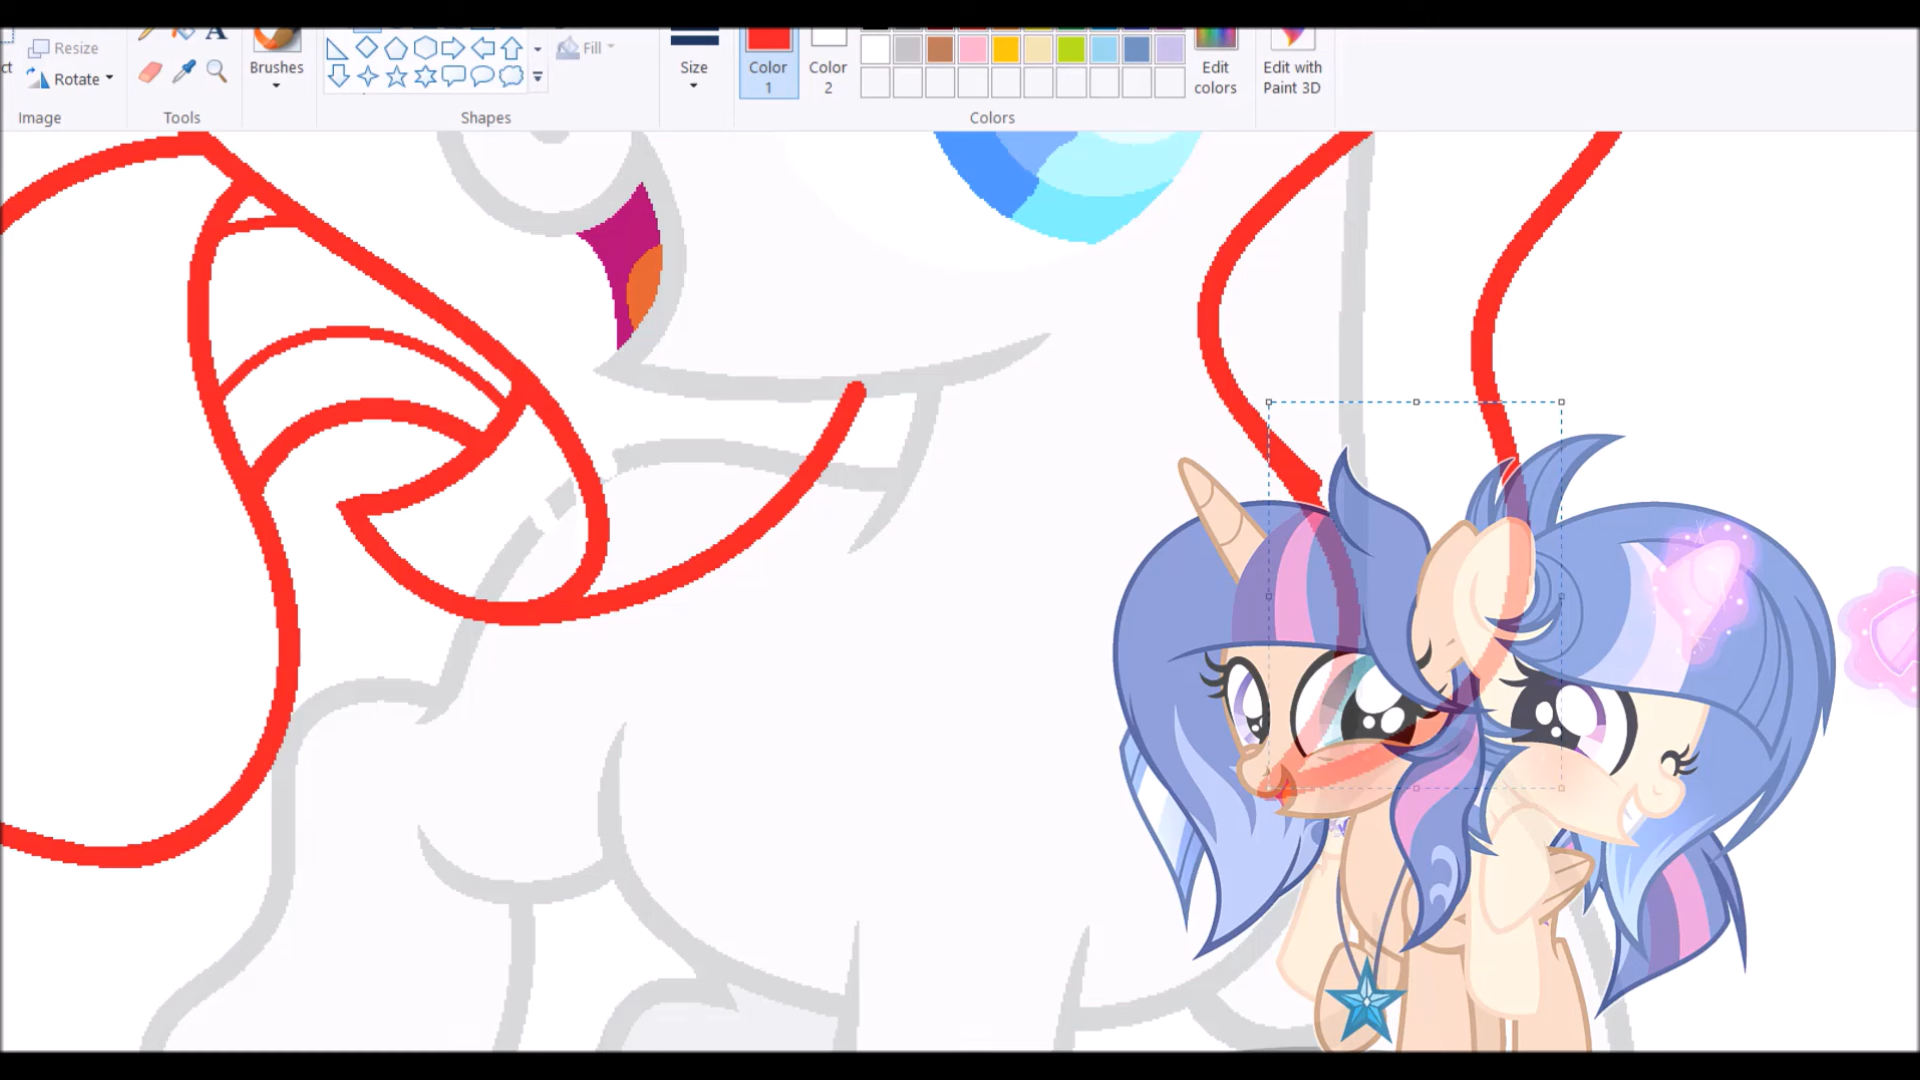 Resize
ct
Rotate
Brushes
Fill
Size
Color 1
Color 2
Edit colors
Edit with Paint 3D
Image
Tools
Shapes
Colors